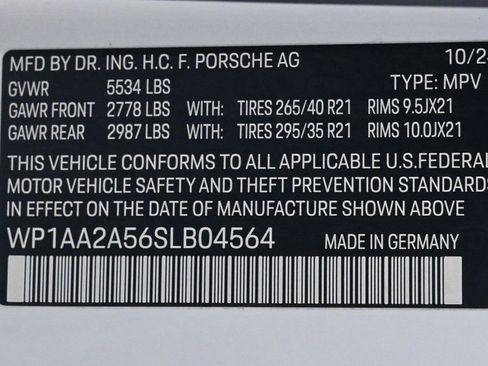 MFD BY DR. ING. H.C. F. PORSCHE AG 10/2
GVWR 5534 LBS TYPE: MPV
GAWR FRONT 2778 LBS WITH: TIRES 265/40 R21 RIMS 9.5JX21
GAWR REAR 2987 LBS WITH: TIRES 295/35 R21 RIMS 10.0JX21
THIS VEHICLE CONFORMS TO ALL APPLICABLE U.S.FEDERAL
MOTOR VEHICLE SAFETY AND THEFT PREVENTION STANDARDS
IN EFFECT ON THE DATE OF MANUFACTURE SHOWN ABOVE
WP1AA2A56SLB04564 MADE IN GERMANY